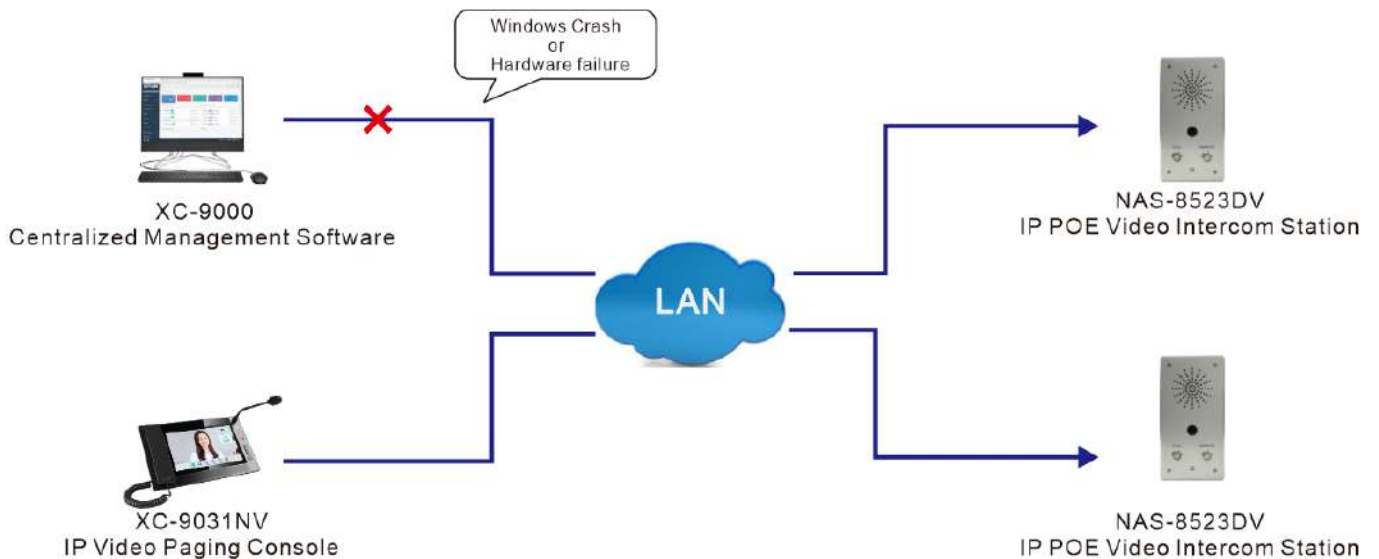 Windows Crash
or
Hardware failure
XC-9000
Centralized Management Software
NAS-8523DV
IP POE Video Intercom Station
LAN
XC-9031NV
IP Video Paging Console
NAS-8523DV
IP POE Video Intercom Station